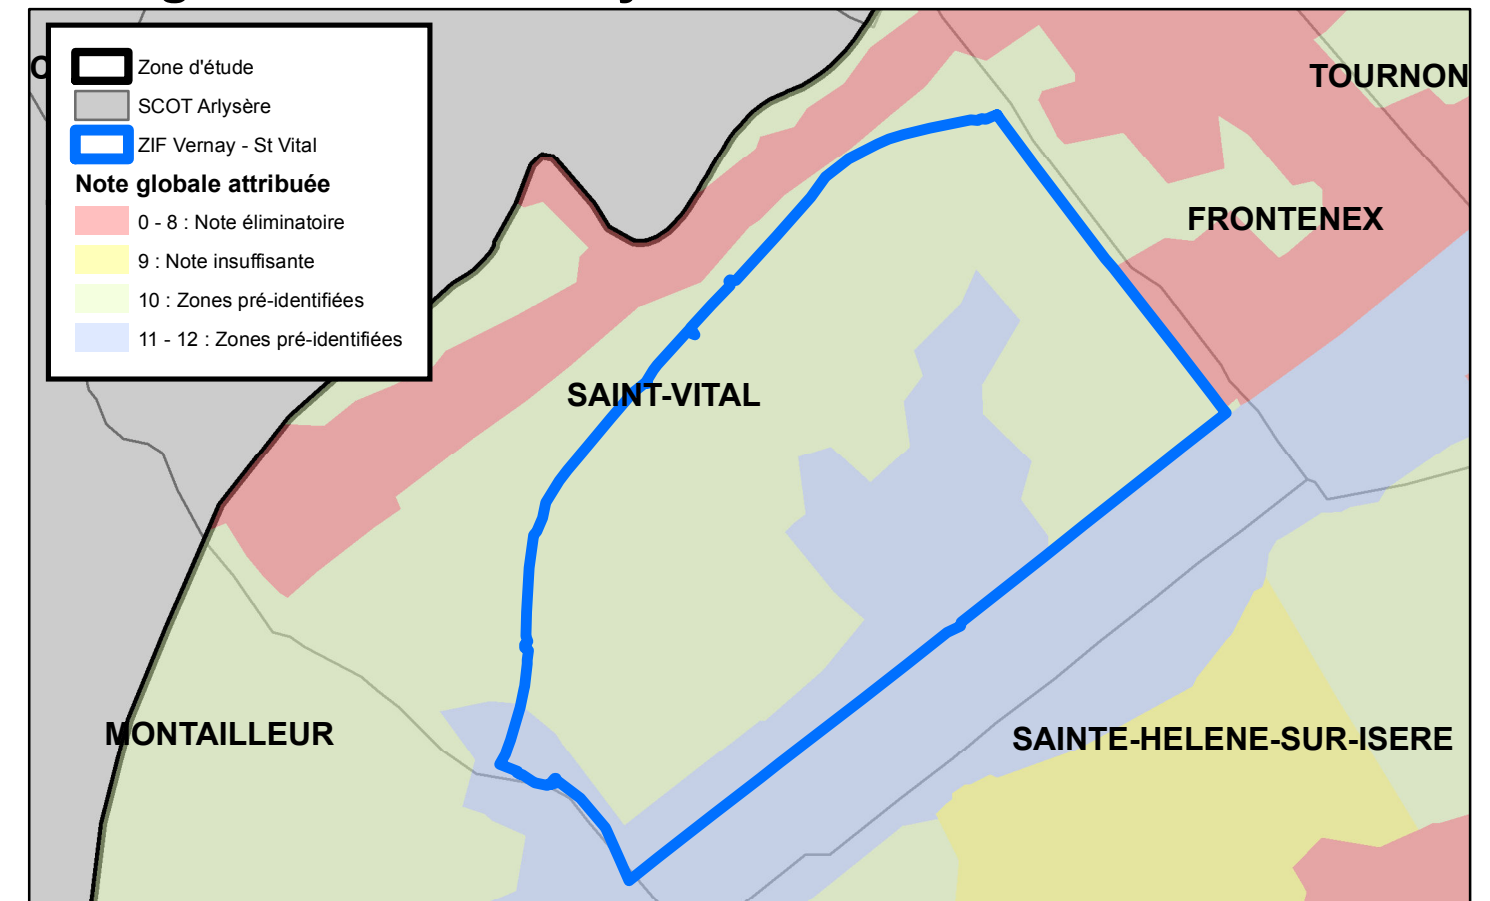 Zone d'étude
SCOT Arlysère
ZIF Vernay - St Vital
Note globale attribuée
0 - 8 : Note éliminatoire
9 : Note insuffisante
10 : Zones pré-identifiées
11 - 12 : Zones pré-identifiées
TOURNON
FRONTENEX
SAINT-VITAL
MONTAILLEUR
SAINTE-HELENE-SUR-ISERE